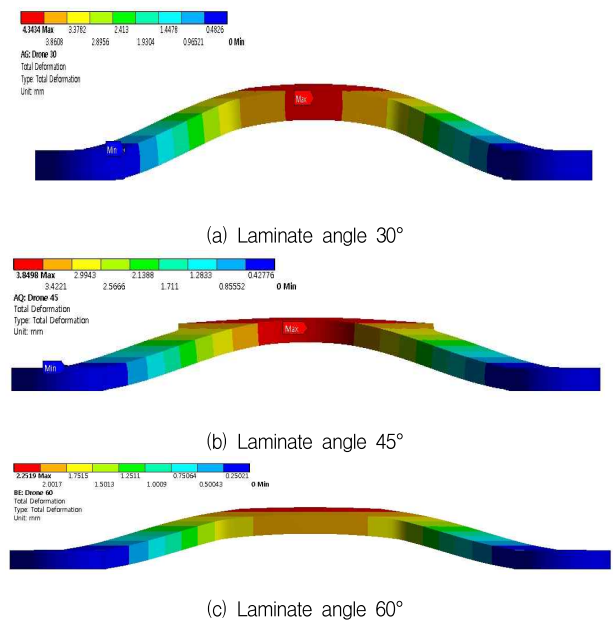 4.3434 Max 3.3782 2.413 1.4478 0.4826
3.8608 2.8956 1.9304 0.96521 0 Min
AG: Drone 30
Total Deformation
Type: Total Deformation
Unit: mm
Max
Min
(a) Laminate angle 30°
3.8498 Max 2.9943 2.1388 1.2833 0.42776
3.4221 2.5666 1.711 0.85552 0 Min
AQ: Drone 45
Total Deformation
Type: Total Deformation
Unit: mm
Max
Min
(b) Laminate angle 45°
2.2519 Max 1.7515 1.2511 0.75064 0.25021
2.0017 1.5013 1.0009 0.50043 0 Min
BE: Drone 60
Total Deformation
Type: Total Deformation
Unit: mm
(c) Laminate angle 60°